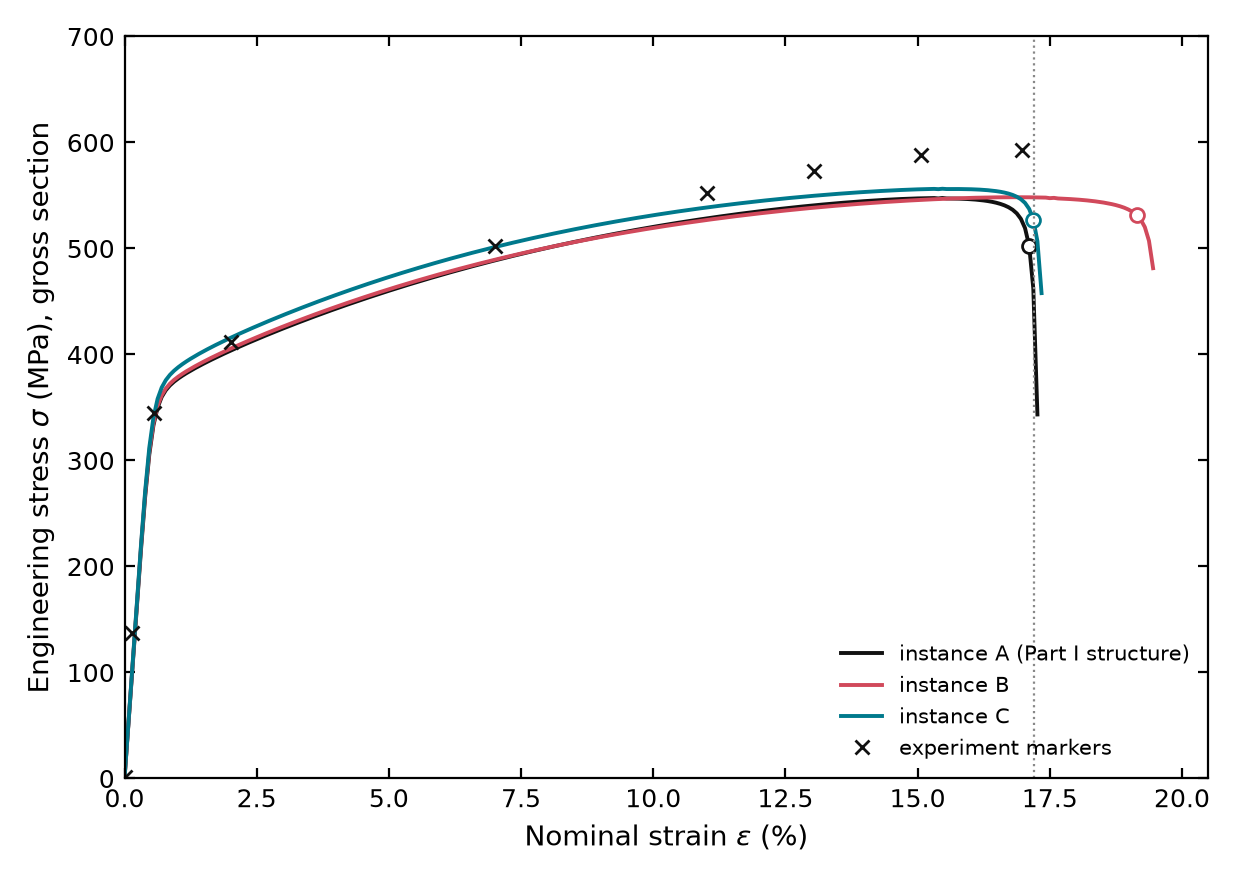 Engineering stress σ (MPa), gross section
700
600
500
400
300
200
100
0
0.0 2.5 5.0 7.5 10.0 12.5 15.0 17.5 20.0
Nominal strain ε (%)
instance A (Part I structure)
instance B
instance C
experiment markers